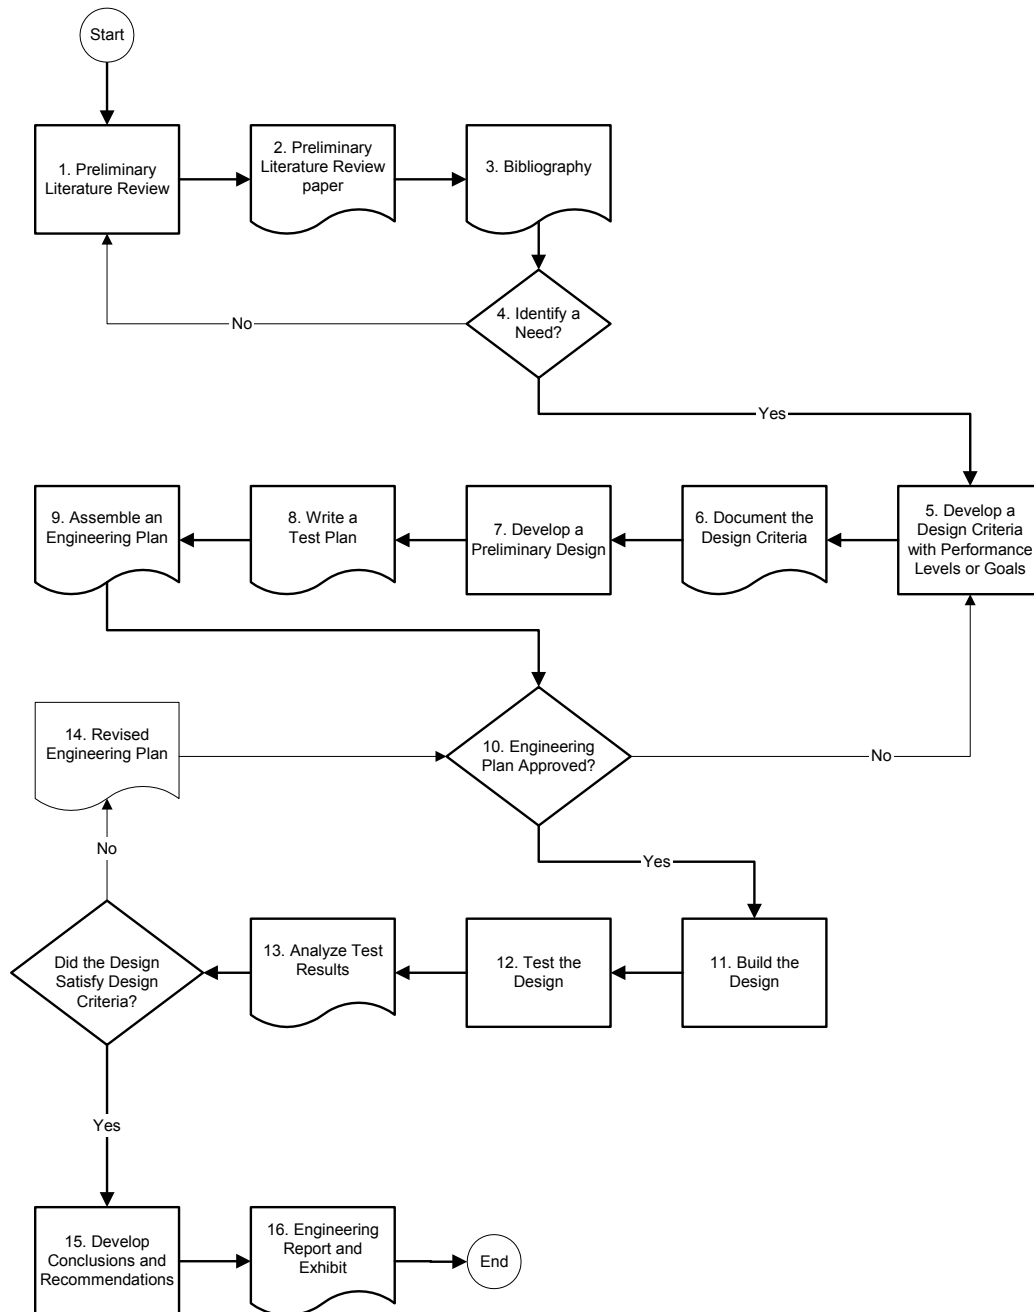 Start
1. Preliminary
Literature Review
2. Preliminary
Literature Review
paper
3. Bibliography
4. Identify a
Need?
No
Yes
9. Assemble an
Engineering Plan
8. Write a
Test Plan
7. Develop a
Preliminary Design
6. Document the
Design Criteria
5. Develop a
Design Criteria
with Performance
Levels or Goals
14. Revised
Engineering Plan
10. Engineering
Plan Approved?
No
No
Yes
Did the Design
Satisfy Design
Criteria?
13. Analyze Test
Results
12. Test the
Design
11. Build the
Design
Yes
15. Develop
Conclusions and
Recommendations
16. Engineering
Report and
Exhibit
End